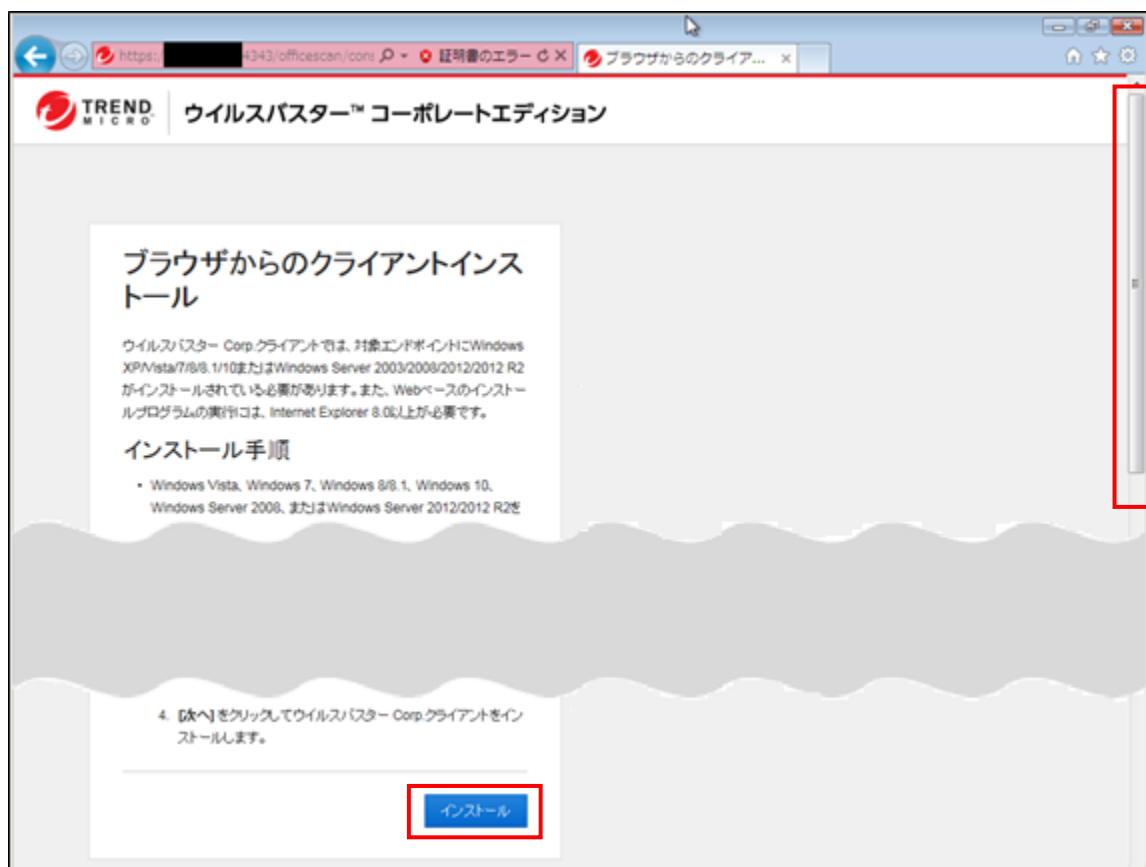 https:/
4343/officescan/cons
証明書のエラー
ブラウザからのクライア...
TREND MICRO
ウイルスバスター™ コーポレートエディション
ブラウザからのクライアントインス
トール
ウイルスバスター Corp.クライアントでは、対象エンドポイントにWindows
XP/Vista/7/8/8.1/10またはWindows Server 2003/2008/2012/2012 R2
がインストールされている必要があります。また、Webベースのインストー
ルプログラムの実行には、Internet Explorer 8.0以上が必要です。
インストール手順
• Windows Vista、Windows 7、Windows 8/8.1、Windows 10、
Windows Server 2008、またはWindows Server 2012/2012 R2を
4. [次へ] をクリックしてウイルスバスター Corp.クライアントをイン
ストールします。
インストール